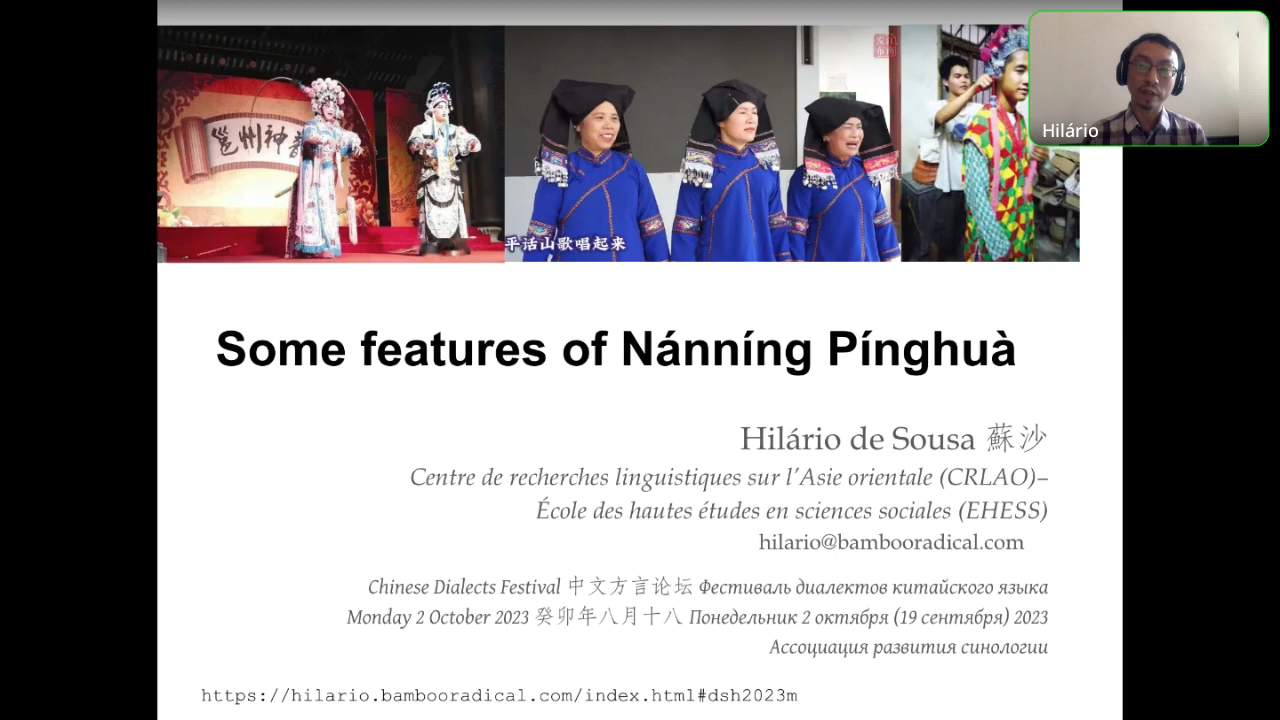 邕州神韵
平话山歌唱起来
Hilário
Some features of Nánníng Pínghuà
Hilário de Sousa 蘇沙
Centre de recherches linguistiques sur l’Asie orientale (CRLAO)–
École des hautes études en sciences sociales (EHESS)
hilario@bambooradical.com
Chinese Dialects Festival 中文方言论坛 Фестиваль диалектов китайского языка
Monday 2 October 2023 癸卯年八月十八 Понедельник 2 октября (19 сентября) 2023
Ассоциация развития синологии
https://hilario.bambooradical.com/index.html#dsh2023m